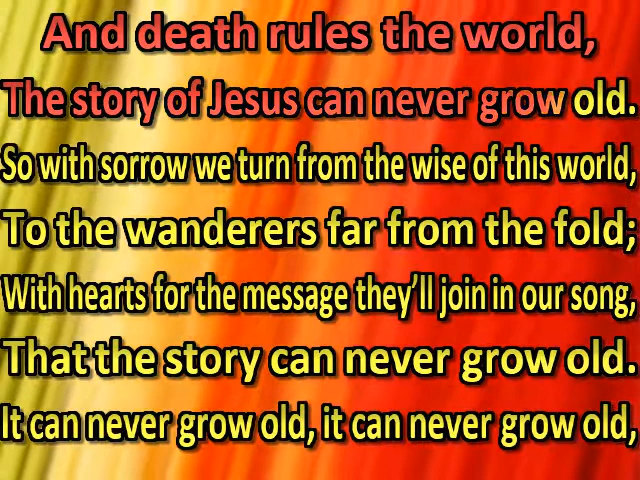 And death rules the world,
The story of Jesus can never grow old.
So with sorrow we turn from the wise of this world,
To the wanderers far from the fold;
With hearts for the message they’ll join in our song,
That the story can never grow old.
It can never grow old, it can never grow old,